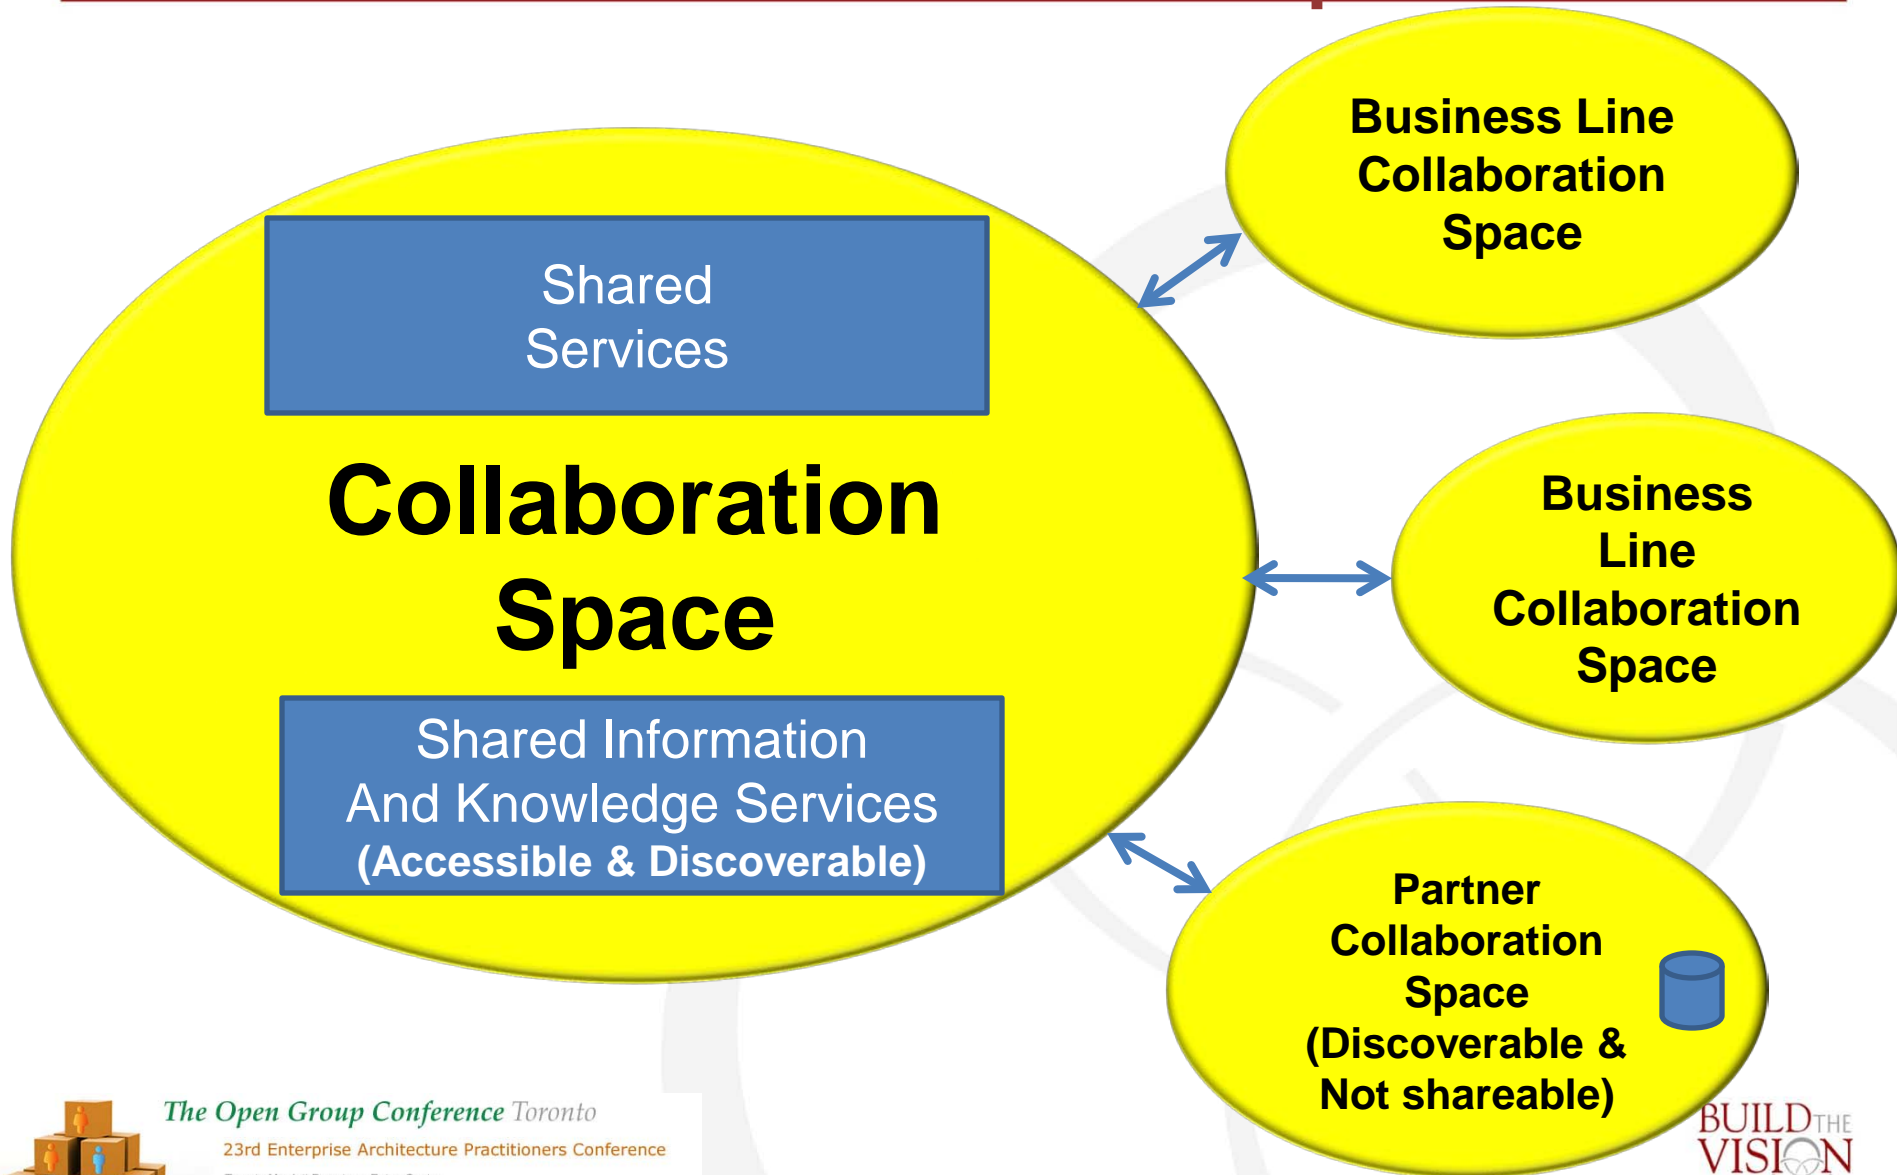 Business Line
Collaboration
Space
Shared
Services
Collaboration
Space
Business
Line
Collaboration
Space
Shared Information
And Knowledge Services
(Accessible & Discoverable)
Partner
Collaboration
Space
(Discoverable &
Not shareable)
The Open Group Conference Toronto
23rd Enterprise Architecture Practitioners Conference
BUILD THE
VISION